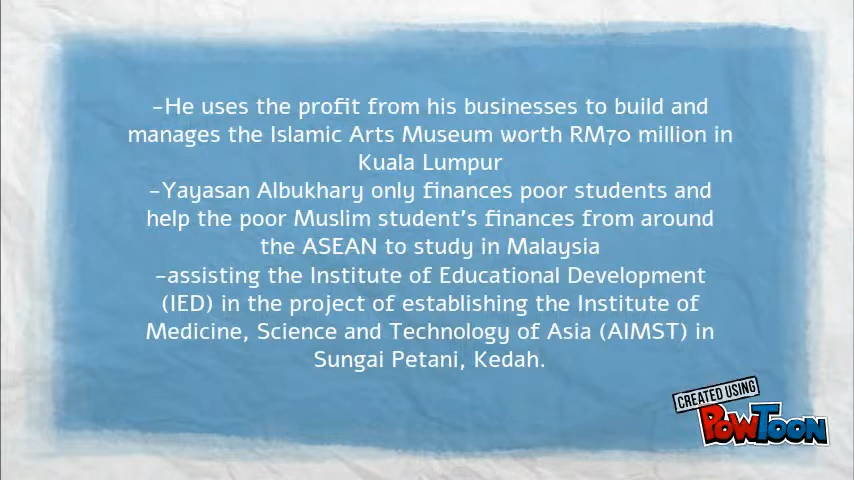 -He uses the profit from his businesses to build and
manages the Islamic Arts Museum worth RM70 million in
Kuala Lumpur
-Yayasan Albukhary only finances poor students and
help the poor Muslim student's finances from around
the ASEAN to study in Malaysia
-assisting the Institute of Educational Development
(IED) in the project of establishing the Institute of
Medicine, Science and Technology of Asia (AIMST) in
Sungai Petani, Kedah.
CREATED USING
POWTOON